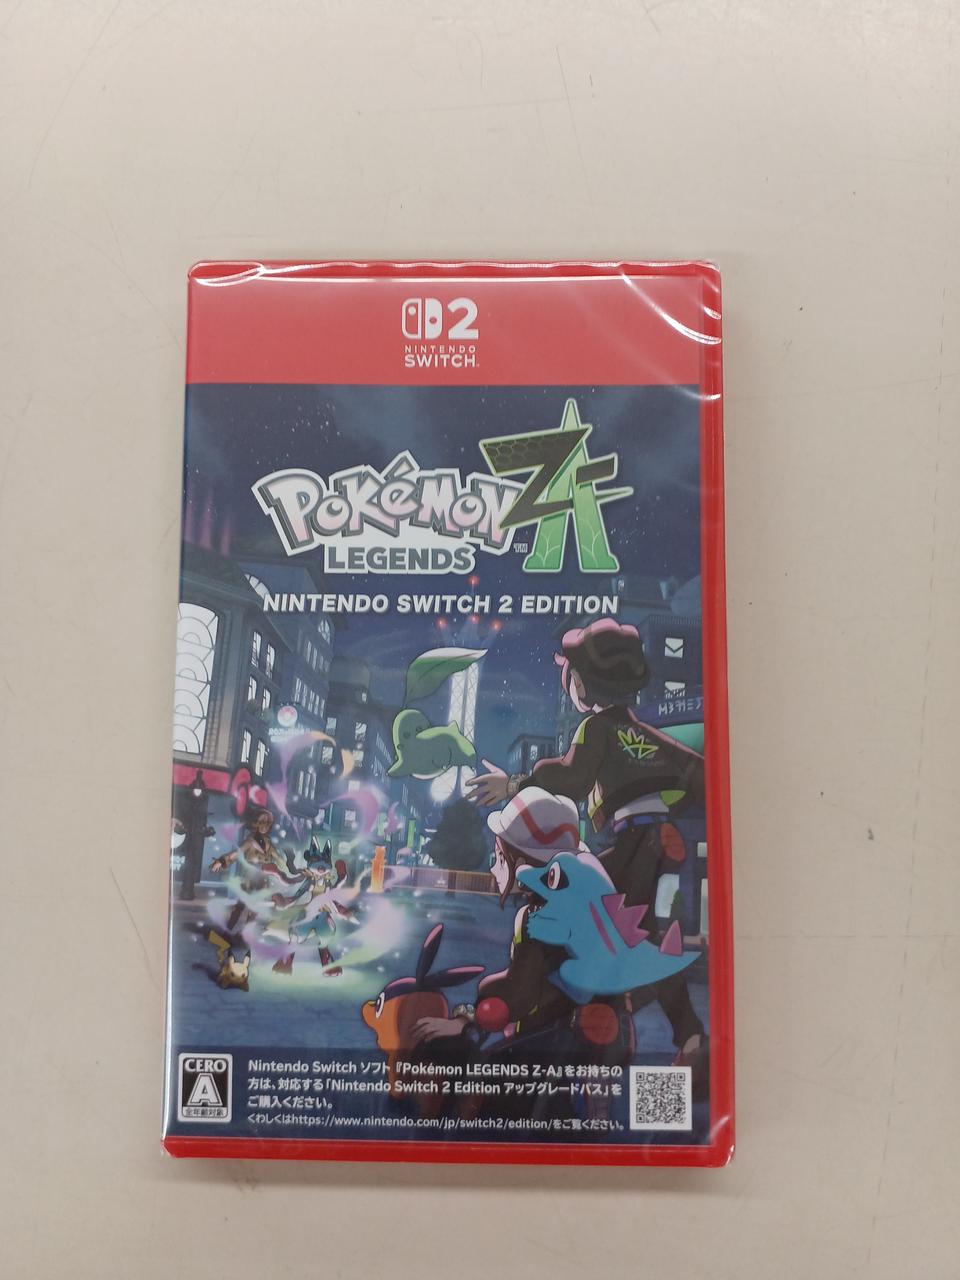 2
NINTENDO
SWITCH™
POKéMON™
ZA
LEGENDS
NINTENDO SWITCH 2 EDITION
CERO
A
全年齢対象
Nintendo Switch ソフト『Pokémon LEGENDS Z-A』をお持ちの
方は、対応する「Nintendo Switch 2 Edition アップグレードパス」を
ご購入ください。
くわしくはhttps://www.nintendo.com/jp/switch2/edition/をご覧ください。